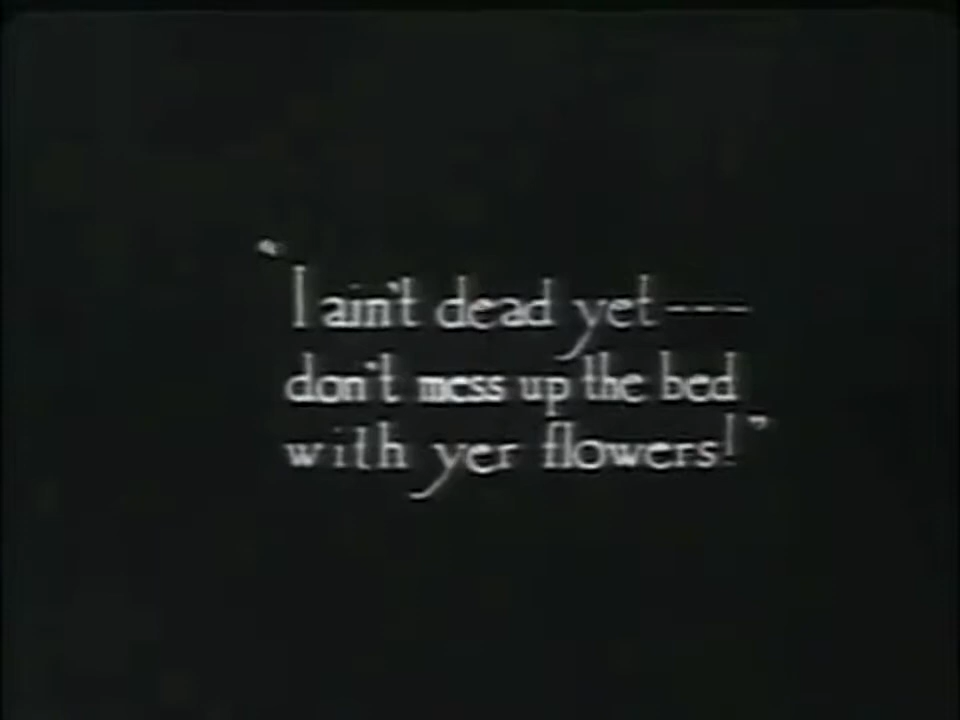 "I ain't dead yet---
don't mess up the bed
with yer flowers!"